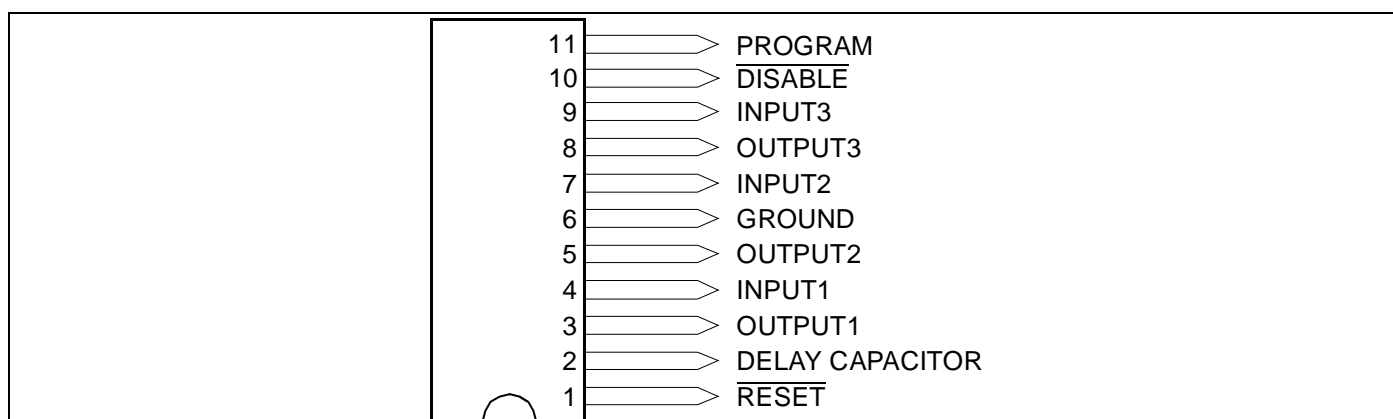 11 PROGRAM
10 DISABLE
9 INPUT3
8 OUTPUT3
7 INPUT2
6 GROUND
5 OUTPUT2
4 INPUT1
3 OUTPUT1
2 DELAY CAPACITOR
1 RESET